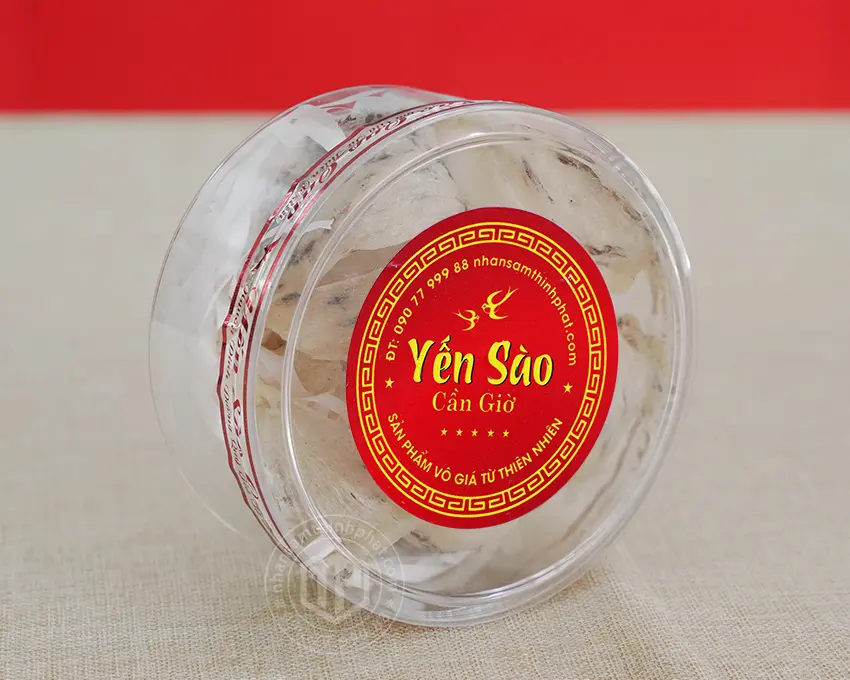 ĐT: 090 77 999 88 nhansamthinhphat.com
Yến Sào
Cần Giờ
SẢN PHẨM VÔ GIÁ TỪ THIÊN NHIÊN